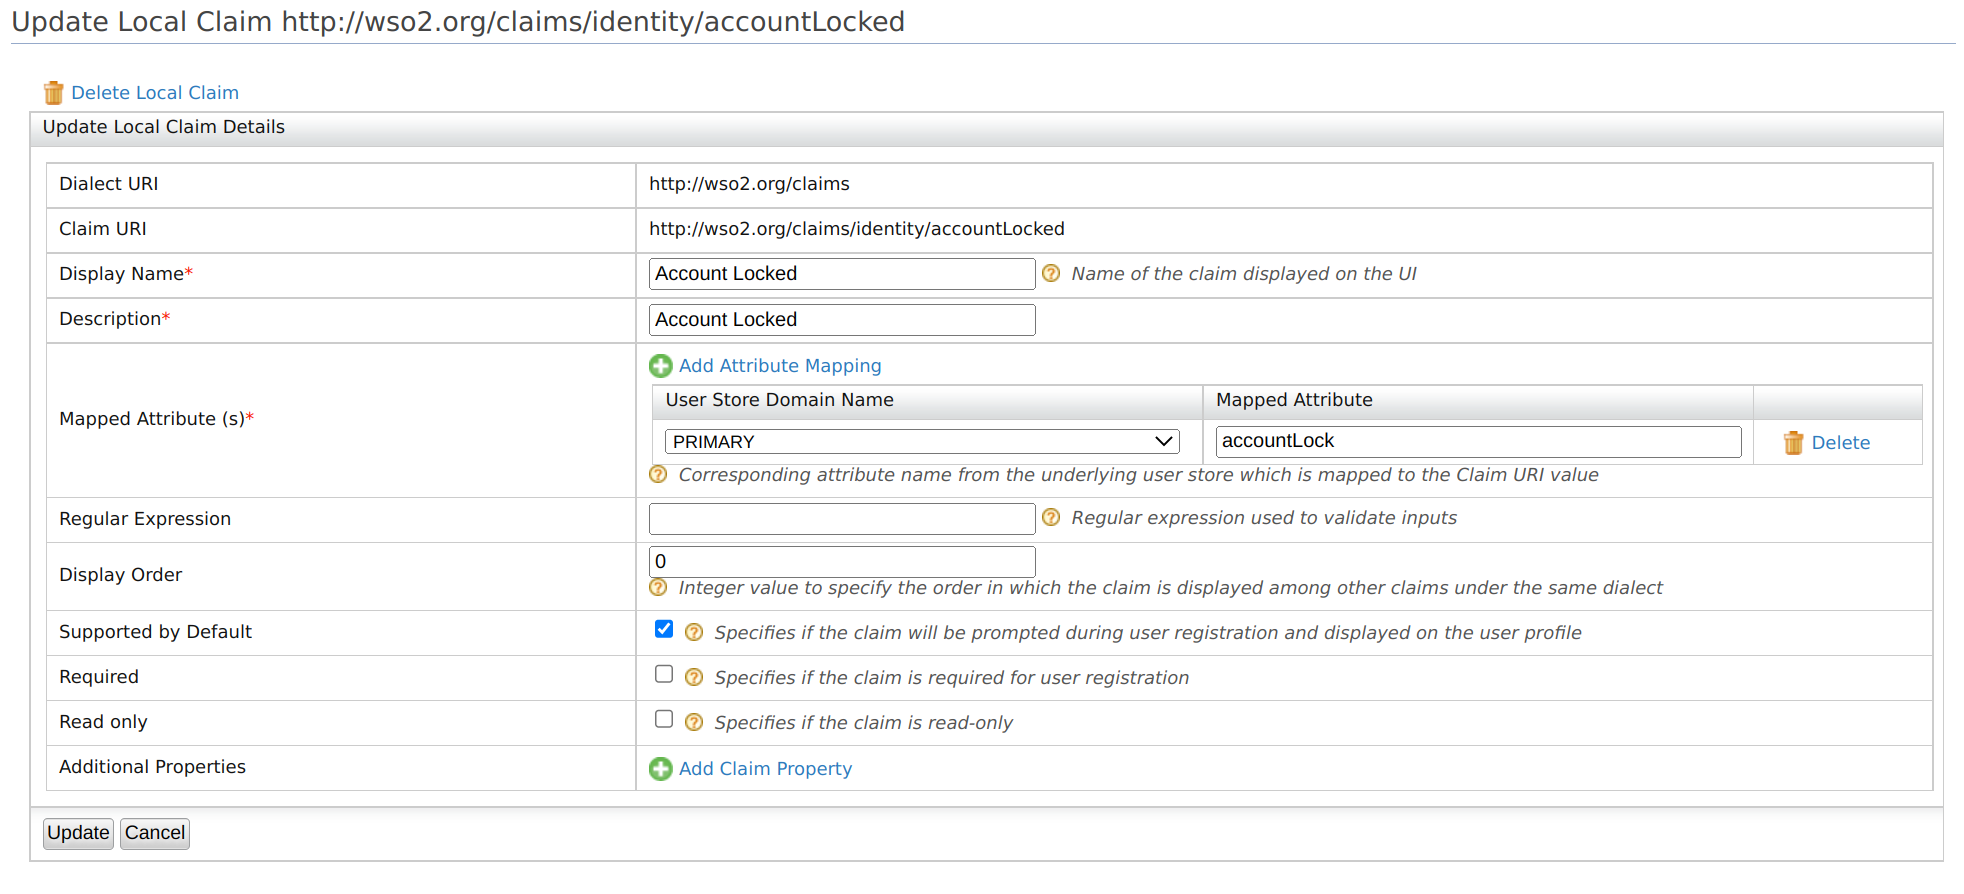 Update Local Claim http://wso2.org/claims/identity/accountLocked
Delete Local Claim
Update Local Claim Details
Dialect URI http://wso2.org/claims
Claim URI http://wso2.org/claims/identity/accountLocked
Display Name* Account Locked Name of the claim displayed on the UI
Description* Account Locked
Mapped Attribute (s)*
Add Attribute Mapping
User Store Domain Name Mapped Attribute
PRIMARY accountLock Delete
Corresponding attribute name from the underlying user store which is mapped to the Claim URI value
Regular Expression Regular expression used to validate inputs
Display Order 0
Integer value to specify the order in which the claim is displayed among other claims under the same dialect
Supported by Default Specifies if the claim will be prompted during user registration and displayed on the user profile
Required Specifies if the claim is required for user registration
Read only Specifies if the claim is read-only
Additional Properties Add Claim Property
Update Cancel